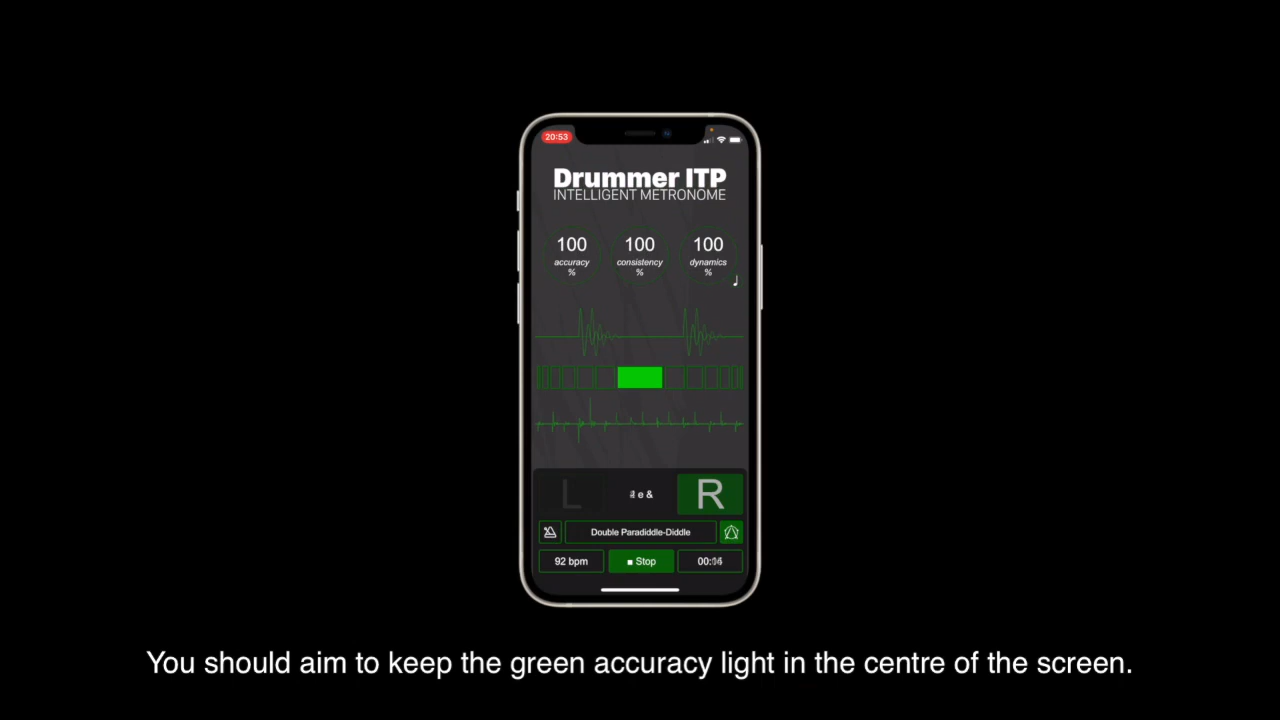 20:53
Drummer ITP
INTELLIGENT METRONOME
100 100 100
accuracy consistency dynamics
% % %
L e & R
Double Paradiddle-Diddle
92 bpm Stop
You should aim to keep the green accuracy light in the centre of the screen.